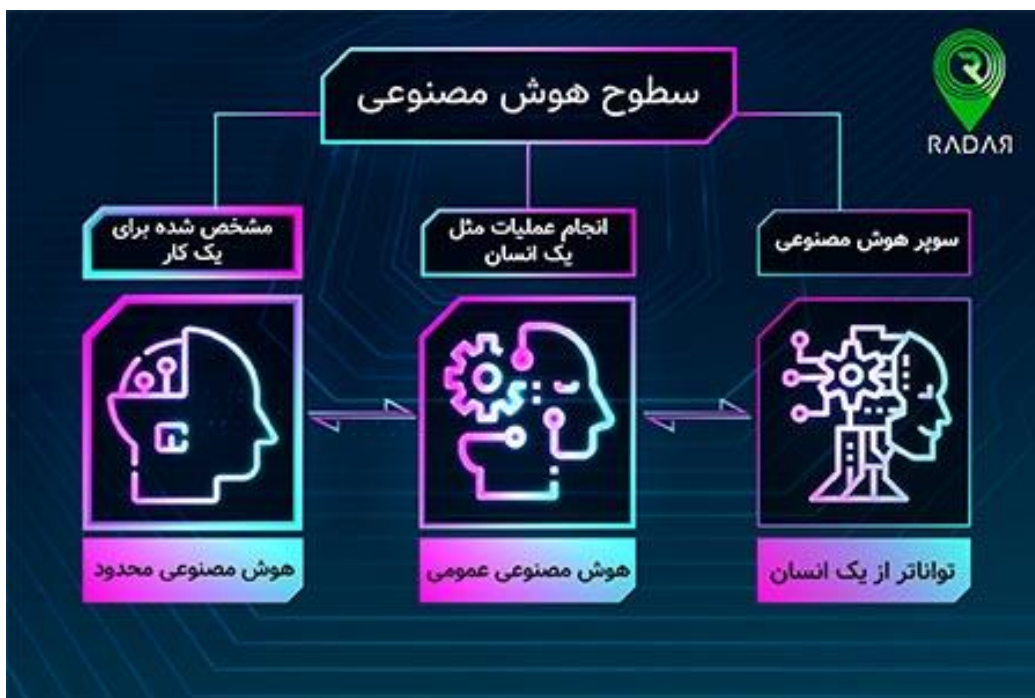 سطوح هوش مصنوعی
RADAR
سوپر هوش مصنوعی
انجام عملیات مثل
یک انسان
مشخص شده برای
یک کار
تواناتر از یک انسان
هوش مصنوعی عمومی
هوش مصنوعی محدود